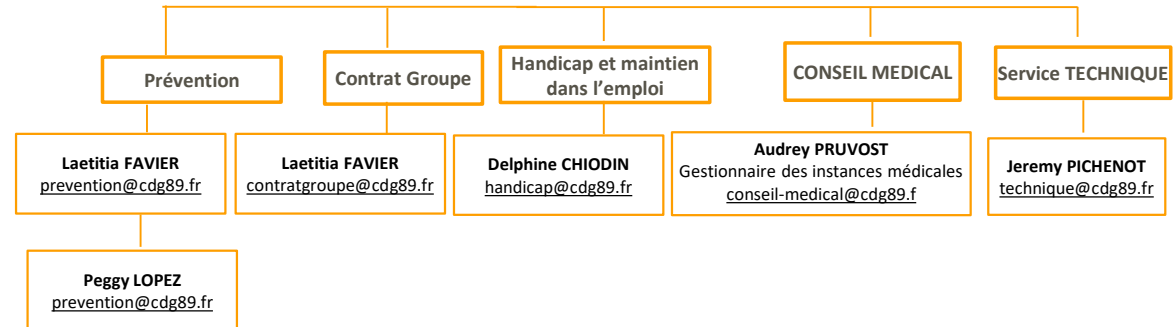 Prévention
Contrat Groupe
Handicap et maintien
dans l’emploi
CONSEIL MEDICAL
Service TECHNIQUE
Laetitia FAVIER
prevention@cdg89.fr
Laetitia FAVIER
contratgroupe@cdg89.fr
Delphine CHIODIN
handicap@cdg89.fr
Audrey PRUVOST
Gestionnaire des instances médicales
conseil-medical@cdg89.f
Jeremy PICHENOT
technique@cdg89.fr
Peggy LOPEZ
prevention@cdg89.fr